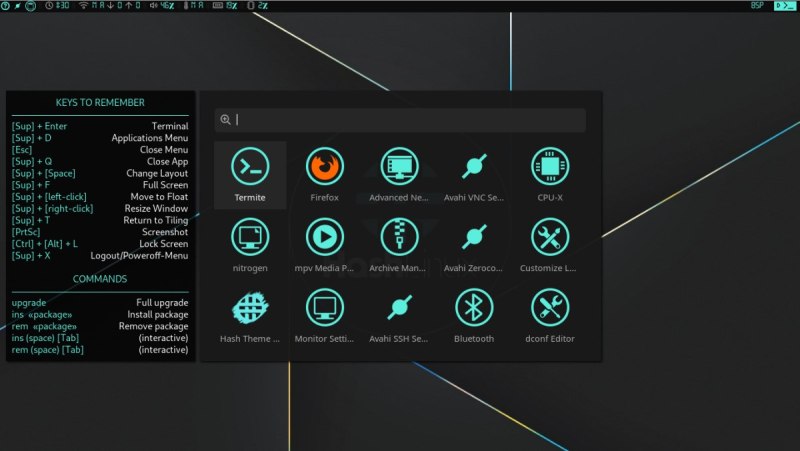 8:30 N A 0 0 46% N A 19% 2% BSP
KEYS TO REMEMBER
[Sup] + Enter Terminal
[Sup] + D Applications Menu
[Esc] Close Menu
[Sup] + Q Close App
[Sup] + [Space] Change Layout
[Sup] + F Full Screen
[Sup] + [left-click] Move to Float
[Sup] + [right-click] Resize Window
[Sup] + T Return to Tiling
[PrtSc] Screenshot
[Ctrl] + [Alt] + L Lock Screen
[Sup] + X Logout/Poweroff-Menu
COMMANDS
upgrade Full upgrade
ins «package» Install package
rem «package» Remove package
ins (space) [Tab] (interactive)
rem (space) [Tab] (interactive)
Termite Firefox Advanced Ne... Avahi VNC Se... CPU-X
nitrogen mpv Media P... Archive Man... Avahi Zeroco... Customize L...
Hash Theme ... Monitor Setti... Avahi SSH Se... Bluetooth dconf Editor